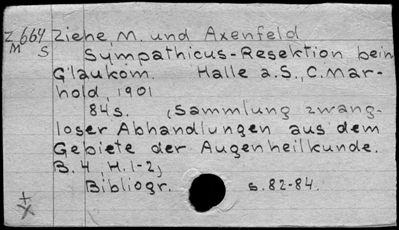 Z 664 Ziehe, M. und Axenfeld
M S Sympathicus-Resektion beim
Glaukom. Halle a.S., C. Mar-
hold, 1901
84 s. (Sammlung zwang-
loser Abhandlungen aus dem
Gebiete der Augenheilkunde.
B. 4, H. 1-2)
Bibliogr. s. 82-84.